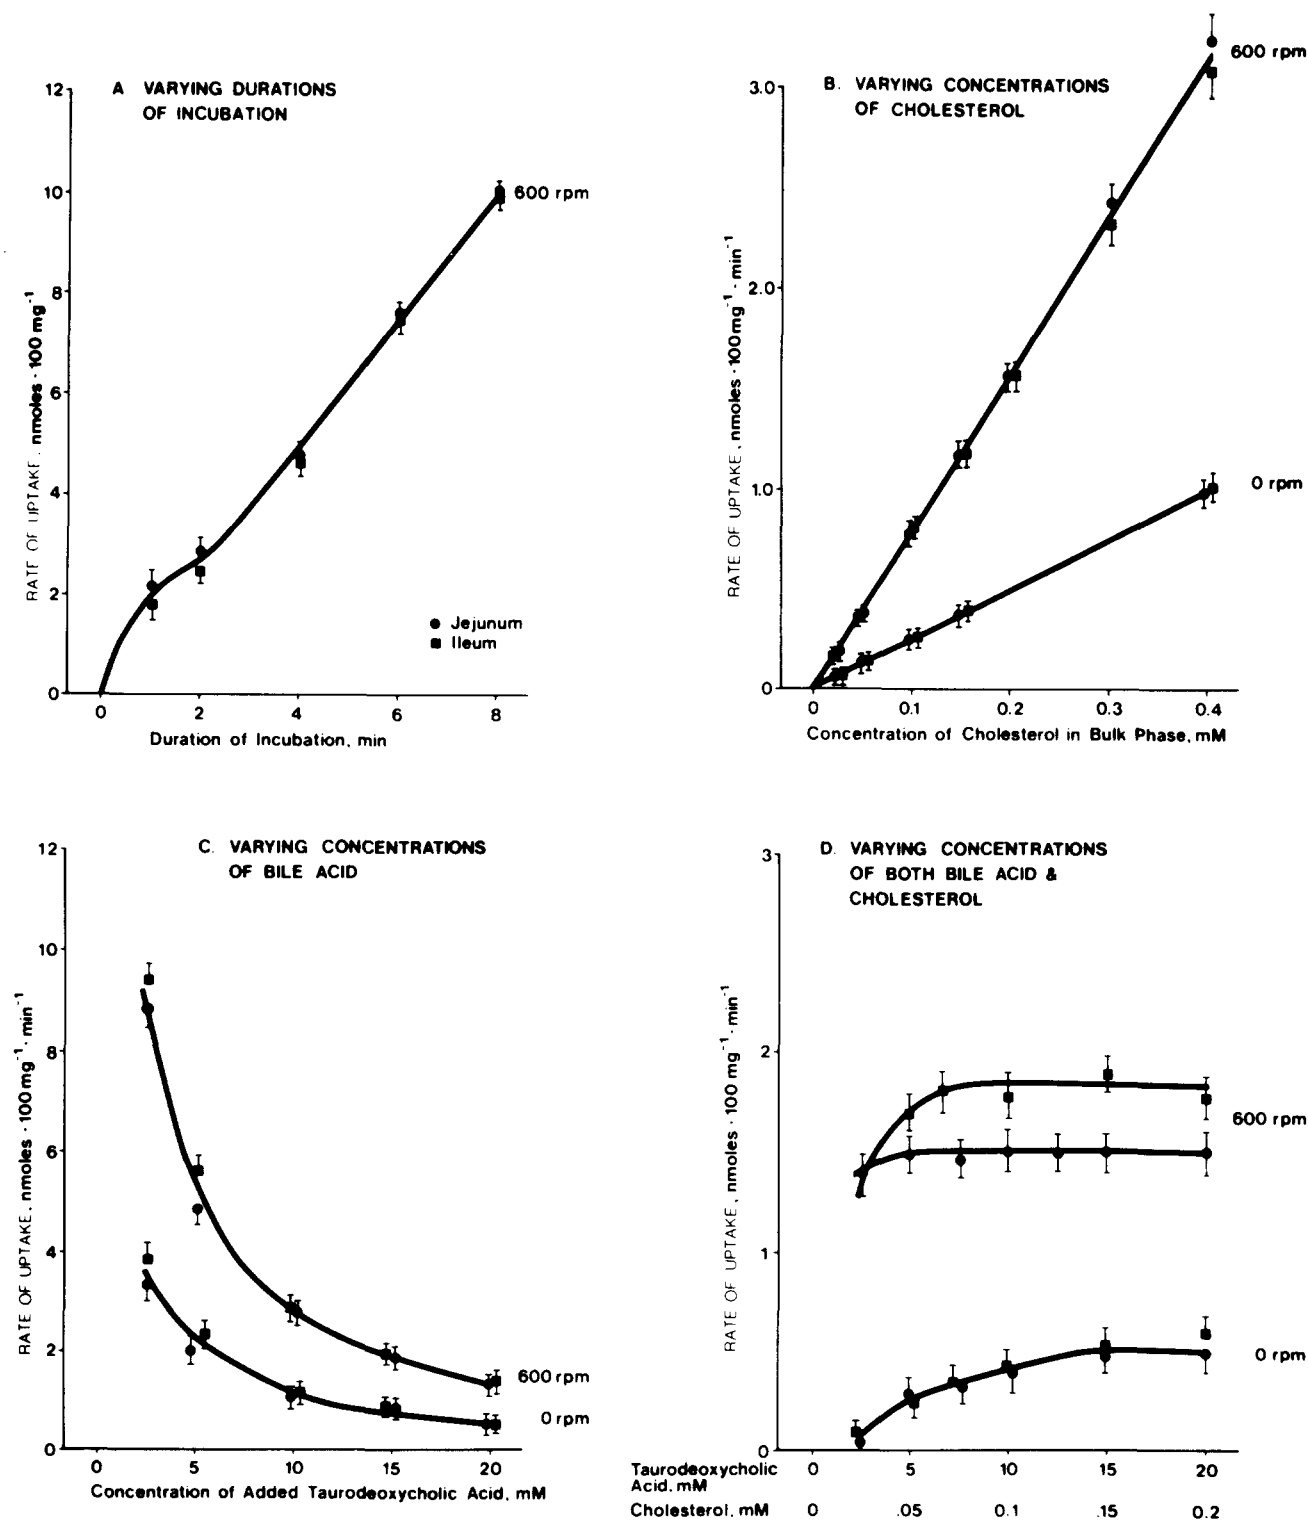 A VARYING DURATIONS
OF INCUBATION
12
10
8
6
4
2
0
RATE OF UPTAKE, nmoles · 100 mg⁻¹
600 rpm
● Jejunum
■ Ileum
0 2 4 6 8
Duration of Incubation, min
B. VARYING CONCENTRATIONS
OF CHOLESTEROL
3.0
2.0
1.0
0
RATE OF UPTAKE, nmoles · 100 mg⁻¹ · min⁻¹
600 rpm
0 rpm
0 0.1 0.2 0.3 0.4
Concentration of Cholesterol in Bulk Phase, mM
C. VARYING CONCENTRATIONS
OF BILE ACID
12
10
8
6
4
2
0
RATE OF UPTAKE, nmoles · 100 mg⁻¹ · min⁻¹
600 rpm
0 rpm
0 5 10 15 20
Concentration of Added Taurodeoxycholic Acid, mM
D. VARYING CONCENTRATIONS
OF BOTH BILE ACID &
CHOLESTEROL
3
2
1
0
RATE OF UPTAKE, nmoles · 100 mg⁻¹ · min⁻¹
600 rpm
0 rpm
Taurodeoxycholic 0 5 10 15 20
Acid, mM
Cholesterol, mM 0 .05 0.1 .15 0.2